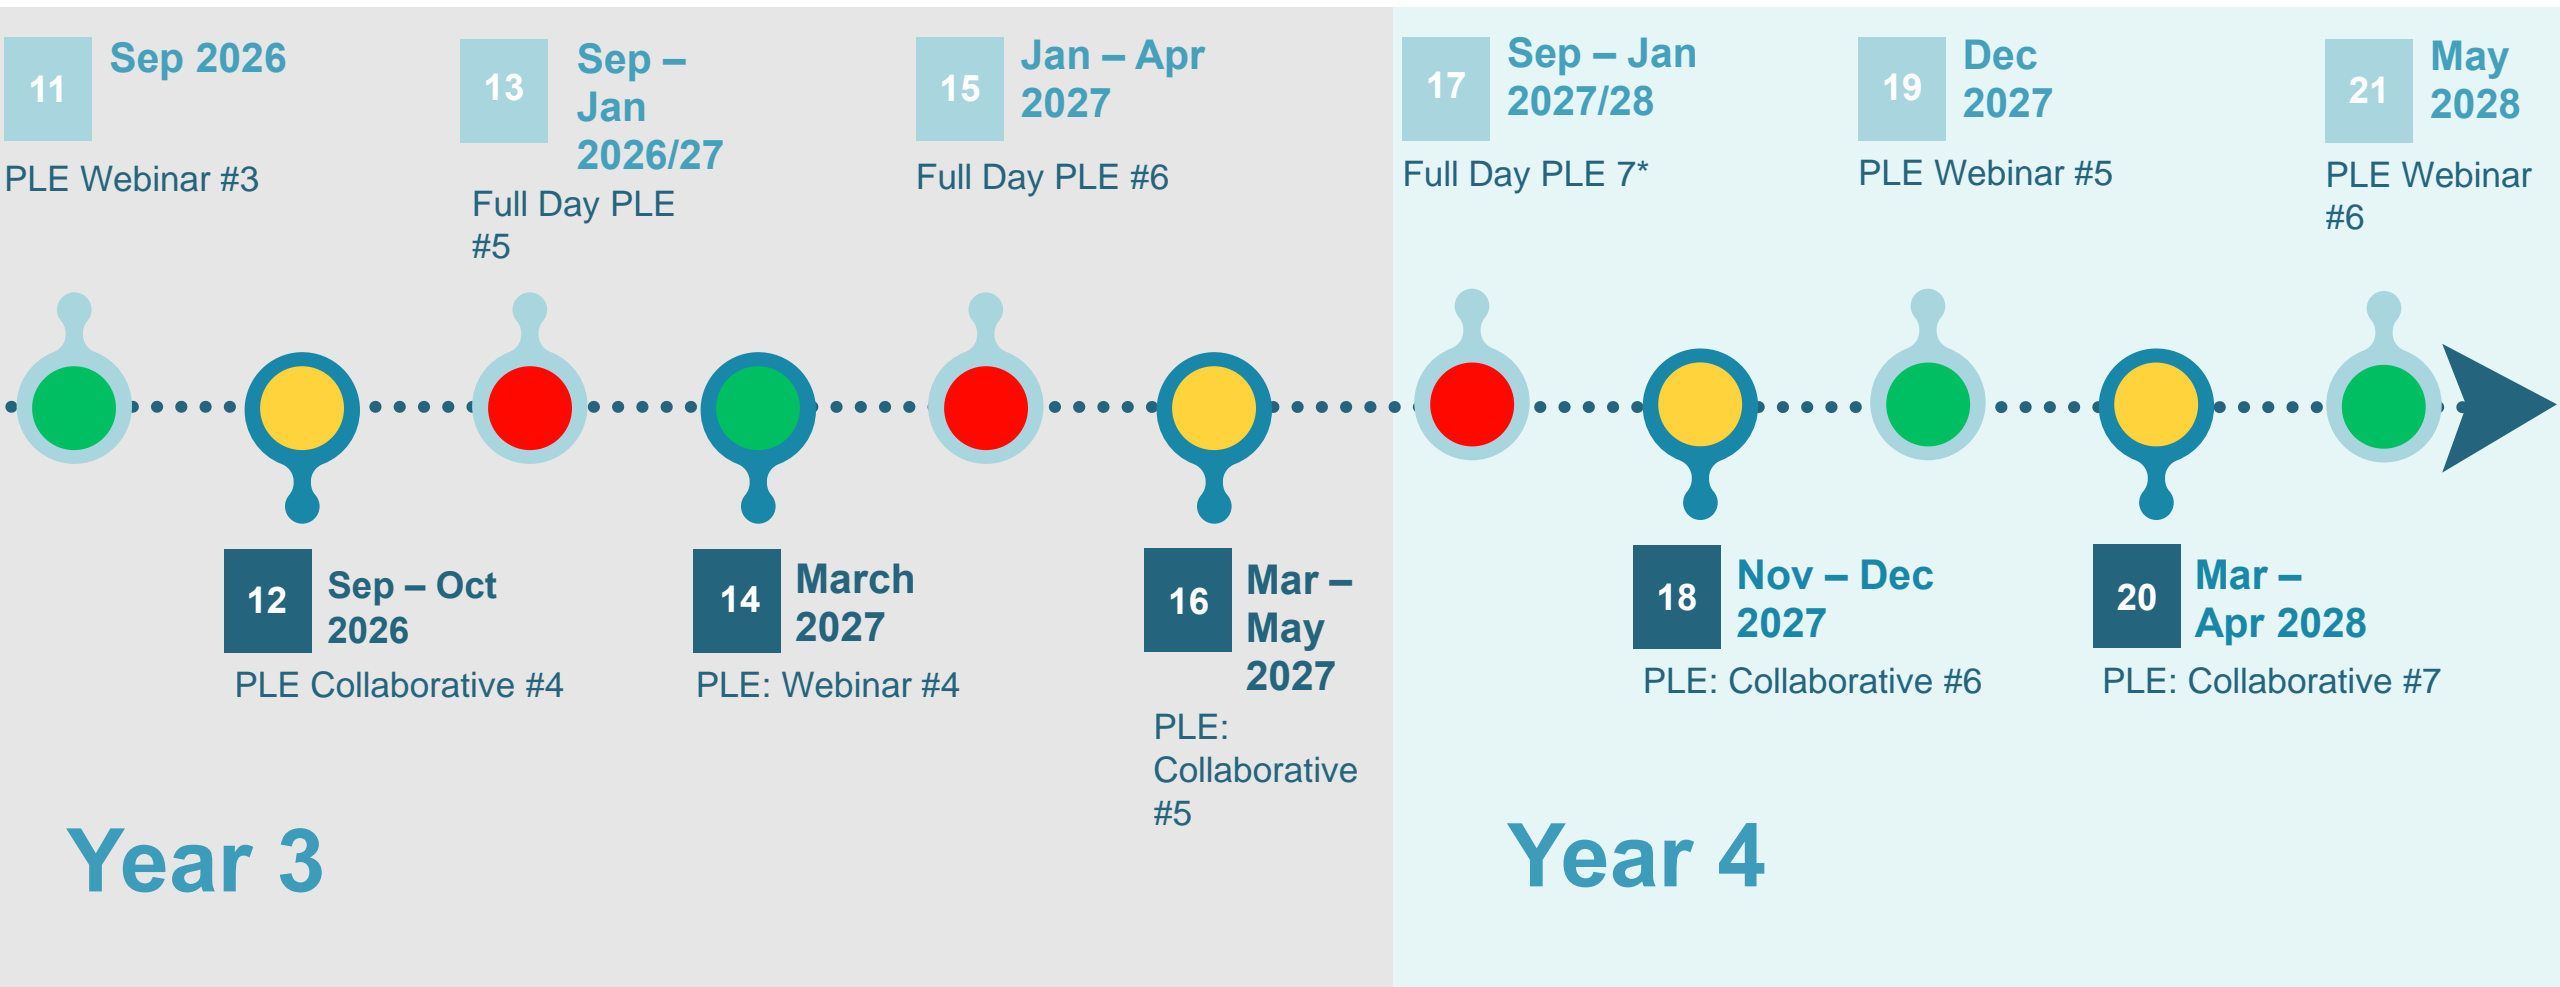 11
Sep 2026
PLE Webinar #3
13
Sep –
Jan
2026/27
Full Day PLE
#5
15
Jan – Apr
2027
Full Day PLE #6
17
Sep – Jan
2027/28
Full Day PLE 7*
19
Dec
2027
PLE Webinar #5
21
May
2028
PLE Webinar
#6
12
Sep – Oct
2026
PLE Collaborative #4
14
March
2027
PLE: Webinar #4
16
Mar –
May
2027
PLE:
Collaborative
#5
18
Nov – Dec
2027
PLE: Collaborative #6
20
Mar –
Apr 2028
PLE: Collaborative #7
Year 3
Year 4